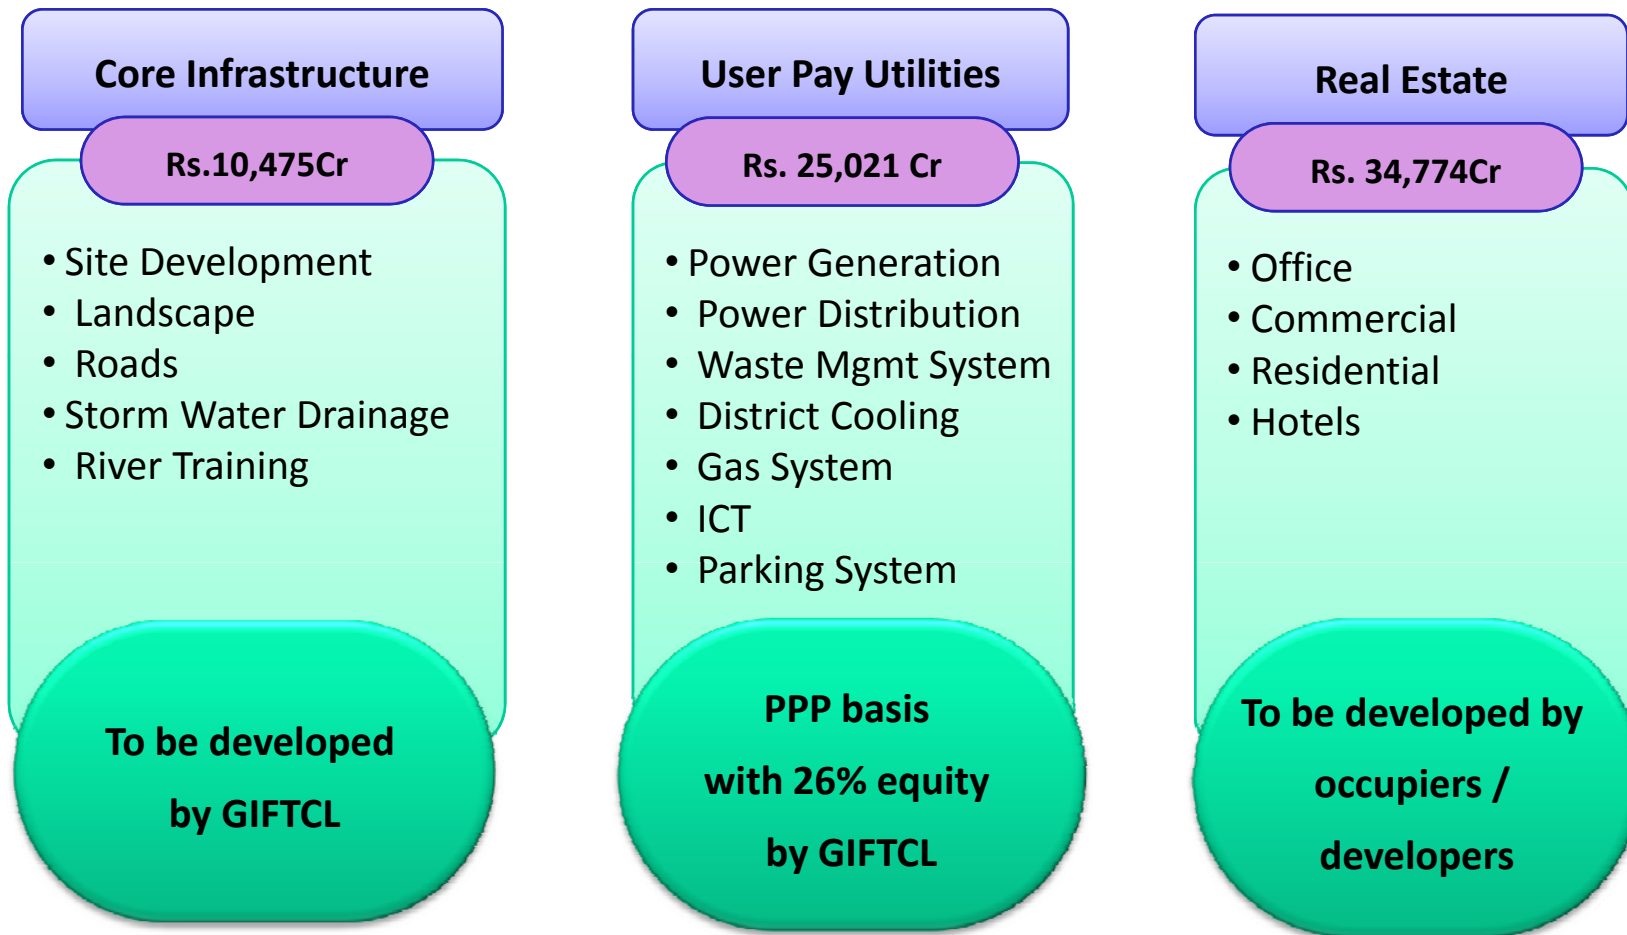 Core Infrastructure
Rs.10,475Cr
• Site Development
• Landscape
• Roads
• Storm Water Drainage
• River Training
To be developed
by GIFTCL
User Pay Utilities
Rs. 25,021 Cr
• Power Generation
• Power Distribution
• Waste Mgmt System
• District Cooling
• Gas System
• ICT
• Parking System
PPP basis
with 26% equity
by GIFTCL
Real Estate
Rs. 34,774Cr
• Office
• Commercial
• Residential
• Hotels
To be developed by
occupiers /
developers